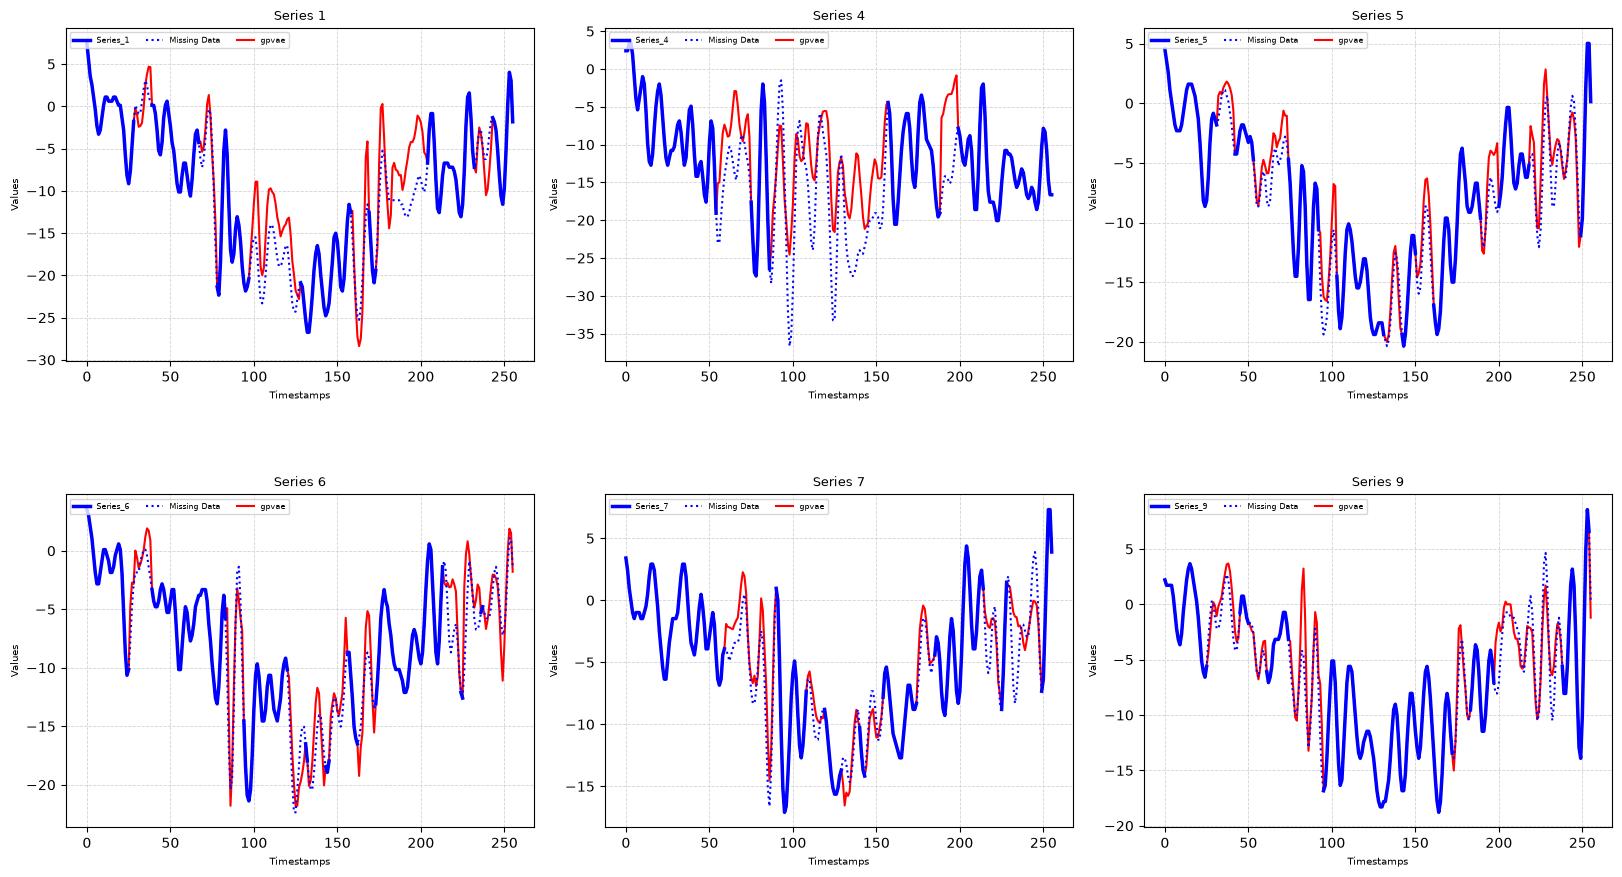 Series 1
Series_1 Missing Data gpvae
5
0
−5
−10
−15
−20
−25
−30
Values
0 50 100 150 200 250
Timestamps
Series 4
Series_4 Missing Data gpvae
5
0
−5
−10
−15
−20
−25
−30
−35
Values
0 50 100 150 200 250
Timestamps
Series 5
Series_5 Missing Data gpvae
5
0
−5
−10
−15
−20
Values
0 50 100 150 200 250
Timestamps
Series 6
Series_6 Missing Data gpvae
0
−5
−10
−15
−20
Values
0 50 100 150 200 250
Timestamps
Series 7
Series_7 Missing Data gpvae
5
0
−5
−10
−15
Values
0 50 100 150 200 250
Timestamps
Series 9
Series_9 Missing Data gpvae
5
0
−5
−10
−15
−20
Values
0 50 100 150 200 250
Timestamps